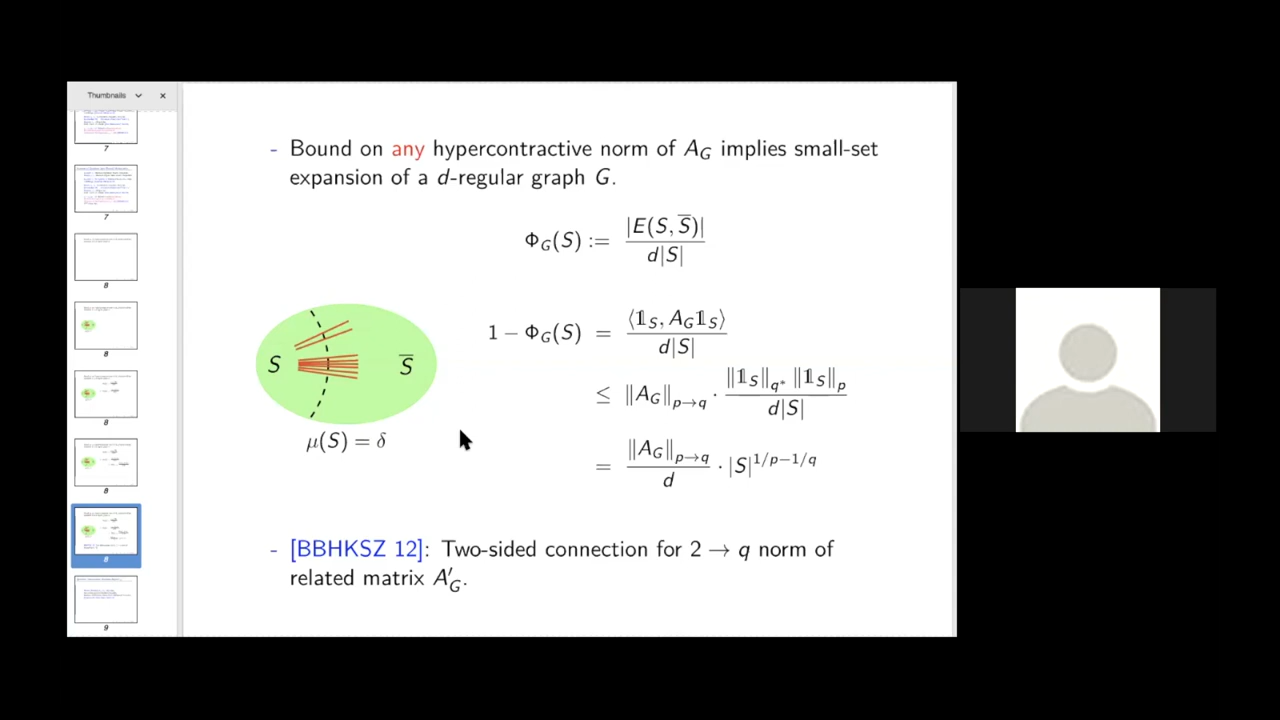 Thumbnails
7
7
8
8
8
8
8
9
- Bound on any hypercontractive norm of A_G implies small-set
expansion of a d-regular graph G.
Φ_G(S) := |E(S, S̅)| / d|S|
1 − Φ_G(S) = ⟨𝟙_S, A_G𝟙_S⟩ / d|S|
≤ ‖A_G‖_{p→q} · ‖𝟙_S‖_{q*} ‖𝟙_S‖_p / d|S|
= ‖A_G‖_{p→q} / d · |S|^{1/p−1/q}
S S̅
μ(S) = δ
- [BBHKSZ 12]: Two-sided connection for 2 → q norm of
related matrix A′_G.